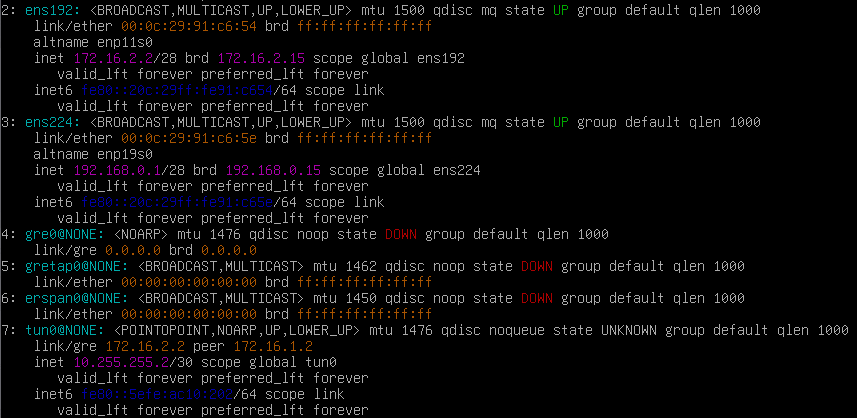 2: ens192: <BROADCAST,MULTICAST,UP,LOWER_UP> mtu 1500 qdisc mq state UP group default qlen 1000
link/ether 00:0c:29:91:c6:54 brd ff:ff:ff:ff:ff:ff
altname enp11s0
inet 172.16.2.2/28 brd 172.16.2.15 scope global ens192
valid_lft forever preferred_lft forever
inet6 fe80::20c:29ff:fe91:c654/64 scope link
valid_lft forever preferred_lft forever
3: ens224: <BROADCAST,MULTICAST,UP,LOWER_UP> mtu 1500 qdisc mq state UP group default qlen 1000
link/ether 00:0c:29:91:c6:5e brd ff:ff:ff:ff:ff:ff
altname enp19s0
inet 192.168.0.1/28 brd 192.168.0.15 scope global ens224
valid_lft forever preferred_lft forever
inet6 fe80::20c:29ff:fe91:c65e/64 scope link
valid_lft forever preferred_lft forever
4: gre0@NONE: <NOARP> mtu 1476 qdisc noop state DOWN group default qlen 1000
link/gre 0.0.0.0 brd 0.0.0.0
5: gretap0@NONE: <BROADCAST,MULTICAST> mtu 1462 qdisc noop state DOWN group default qlen 1000
link/ether 00:00:00:00:00:00 brd ff:ff:ff:ff:ff:ff
6: erspan0@NONE: <BROADCAST,MULTICAST> mtu 1450 qdisc noop state DOWN group default qlen 1000
link/ether 00:00:00:00:00:00 brd ff:ff:ff:ff:ff:ff
7: tun0@NONE: <POINTOPOINT,NOARP,UP,LOWER_UP> mtu 1476 qdisc noqueue state UNKNOWN group default qlen 1000
link/gre 172.16.2.2 peer 172.16.1.2
inet 10.255.255.2/30 scope global tun0
valid_lft forever preferred_lft forever
inet6 fe80::5efe:ac10:202/64 scope link
valid_lft forever preferred_lft forever